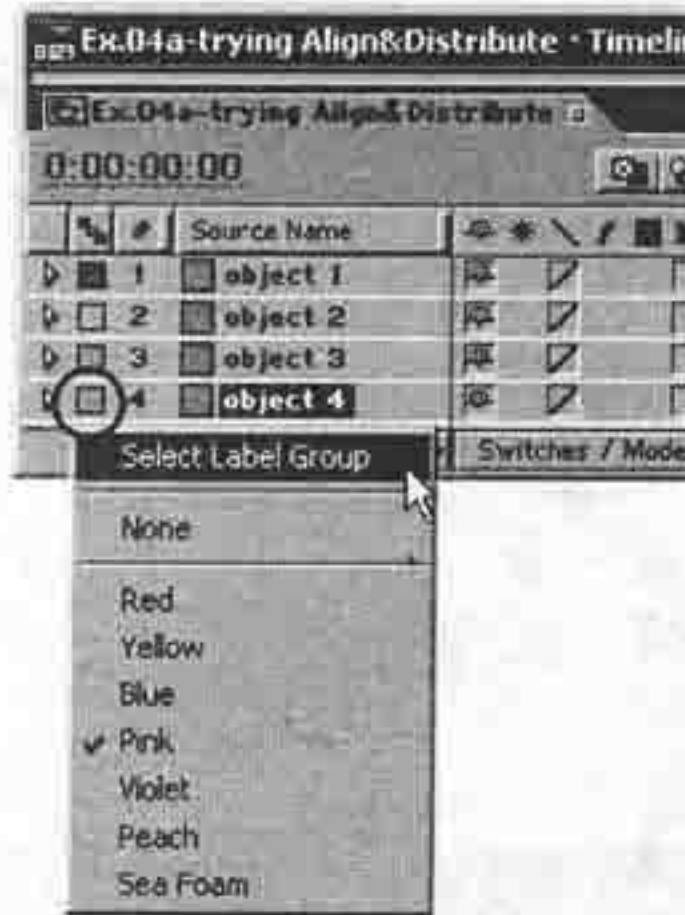 Ex.04a-trying Align&Distribute • Timeli
Ex.04a-trying Align&Distribute
0:00:00:00
# Source Name
1 object 1
2 object 2
3 object 3
4 object 4
Switches / Mode
Select Label Group
None
Red
Yellow
Blue
Pink
Violet
Peach
Sea Foam